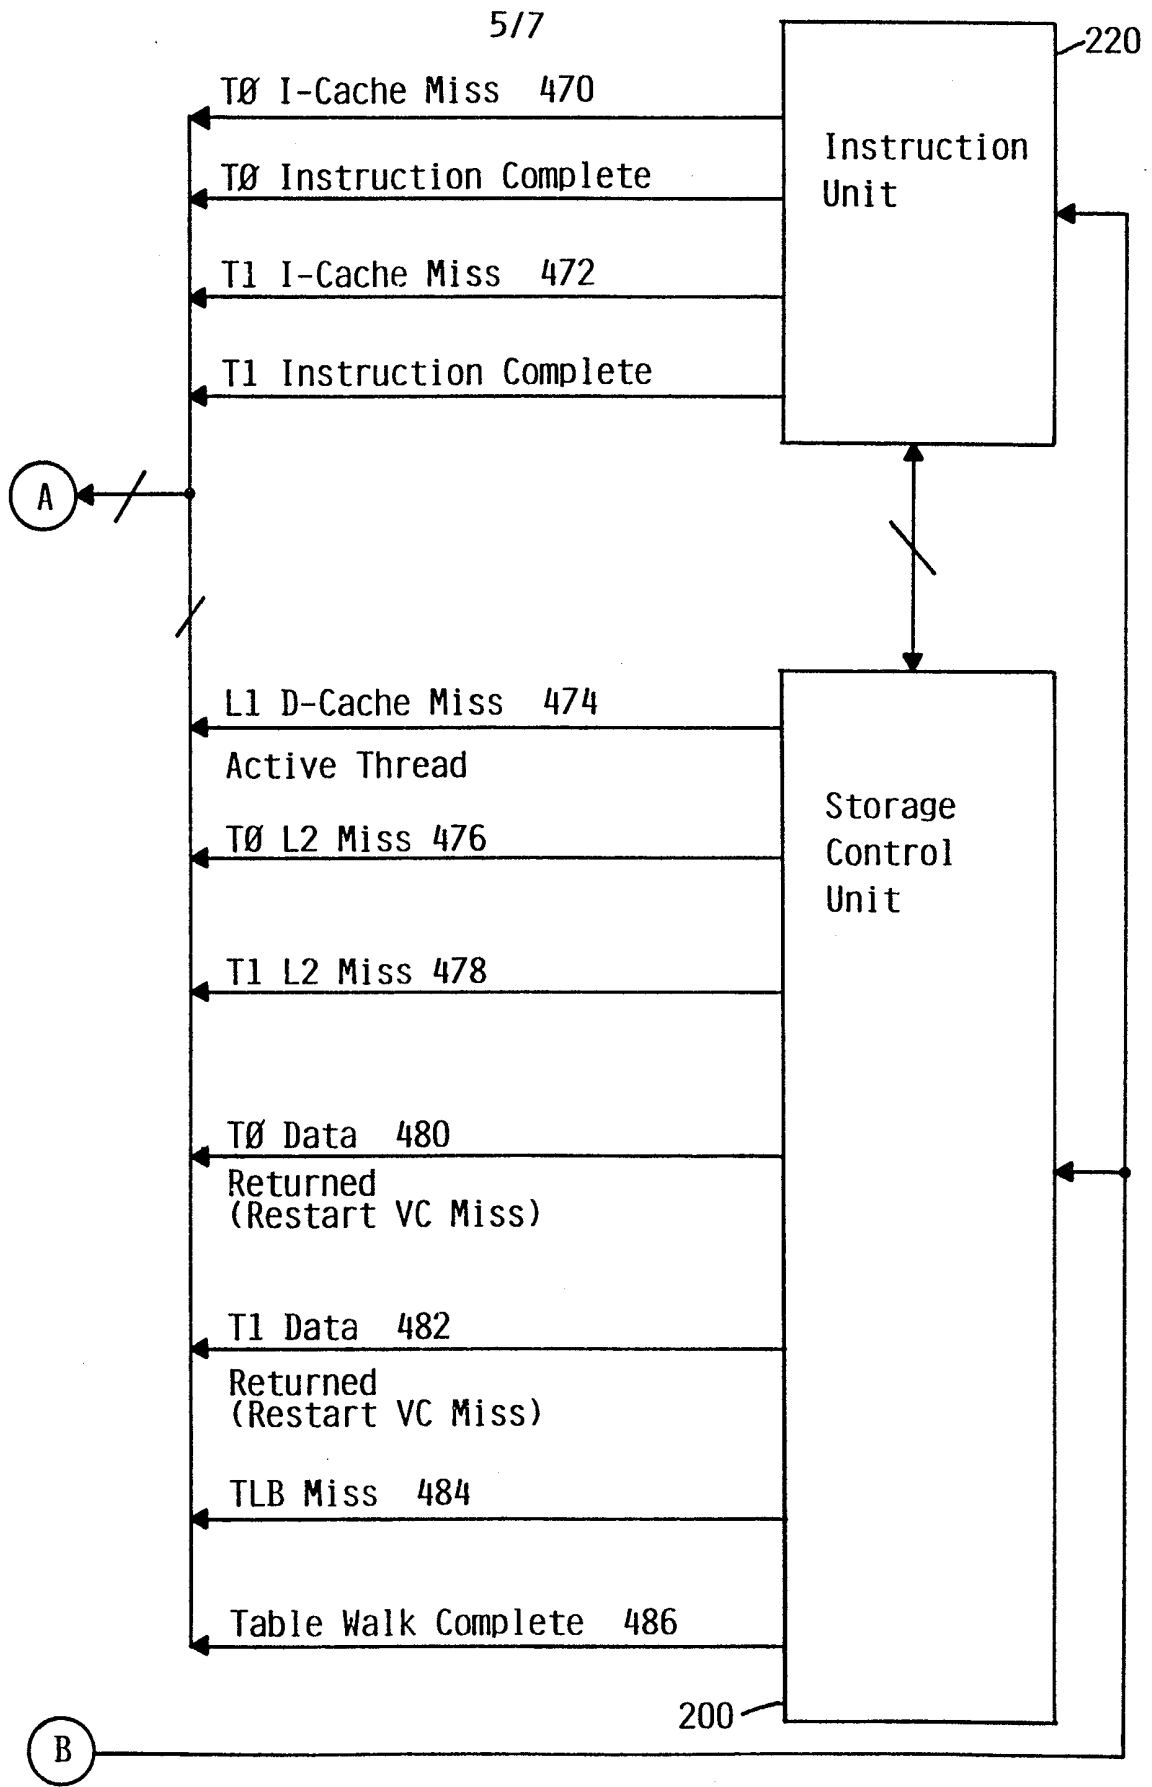 5/7
220
TØ I-Cache Miss 470
Instruction
Unit
TØ Instruction Complete
T1 I-Cache Miss 472
T1 Instruction Complete
A
L1 D-Cache Miss 474
Active Thread
Storage
Control
Unit
TØ L2 Miss 476
T1 L2 Miss 478
TØ Data 480
Returned
(Restart VC Miss)
T1 Data 482
Returned
(Restart VC Miss)
TLB Miss 484
Table Walk Complete 486
200
B